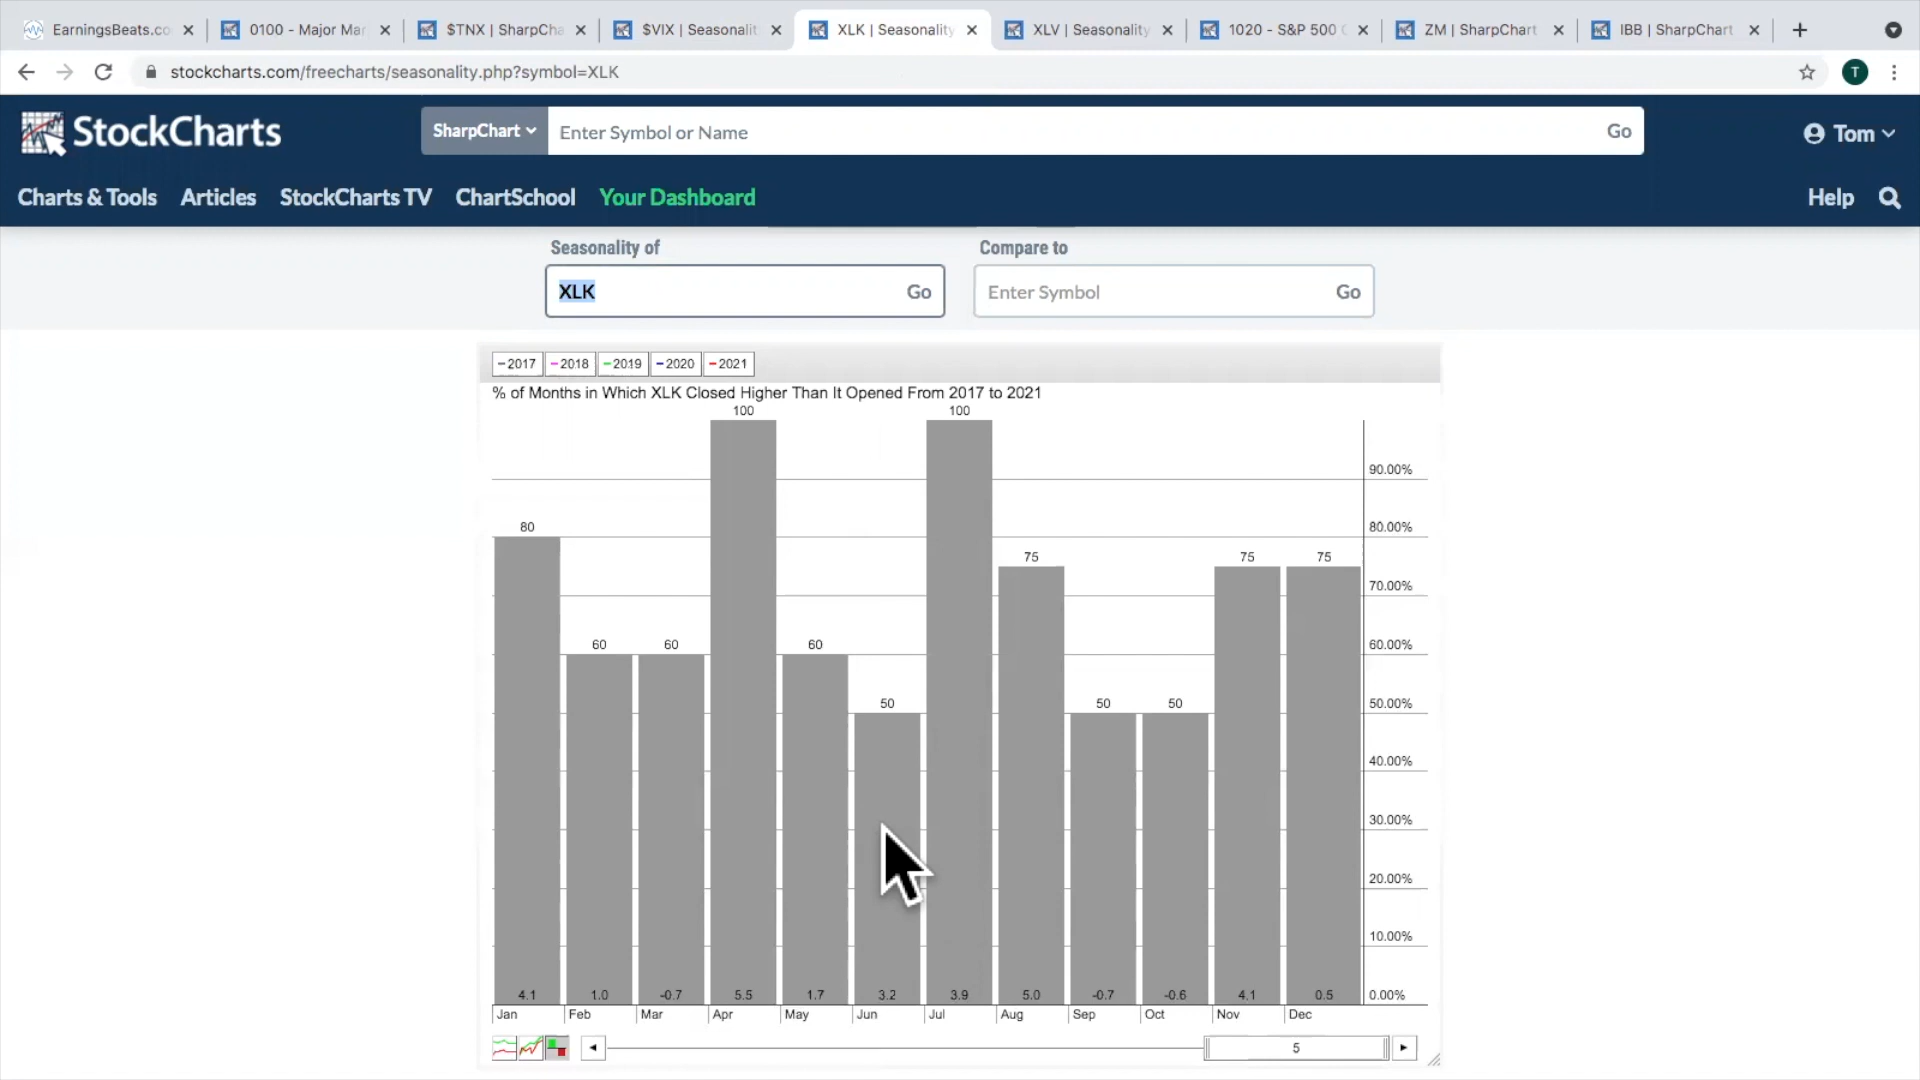 EarningsBeats.co
0100 - Major Mar
$TNX | SharpCha
$VIX | Seasonalit
XLK | Seasonality
XLV | Seasonality
1020 - S&P 500 C
ZM | SharpChart
IBB | SharpChart
stockcharts.com/freecharts/seasonality.php?symbol=XLK
T
StockCharts
SharpChart
Enter Symbol or Name
Go
Tom
Charts & Tools
Articles
StockCharts TV
ChartSchool
Your Dashboard
Help
Seasonality of
Compare to
XLK
Go
Enter Symbol
Go
2017
2018
2019
2020
2021
% of Months in Which XLK Closed Higher Than It Opened From 2017 to 2021
100
100
90.00%
80
80.00%
75
75
75
70.00%
60
60
60
60.00%
50
50
50
50.00%
40.00%
30.00%
20.00%
10.00%
4.1
1.0
-0.7
5.5
1.7
3.2
3.9
5.0
-0.7
-0.6
4.1
0.5
0.00%
Jan
Feb
Mar
Apr
May
Jun
Jul
Aug
Sep
Oct
Nov
Dec
5